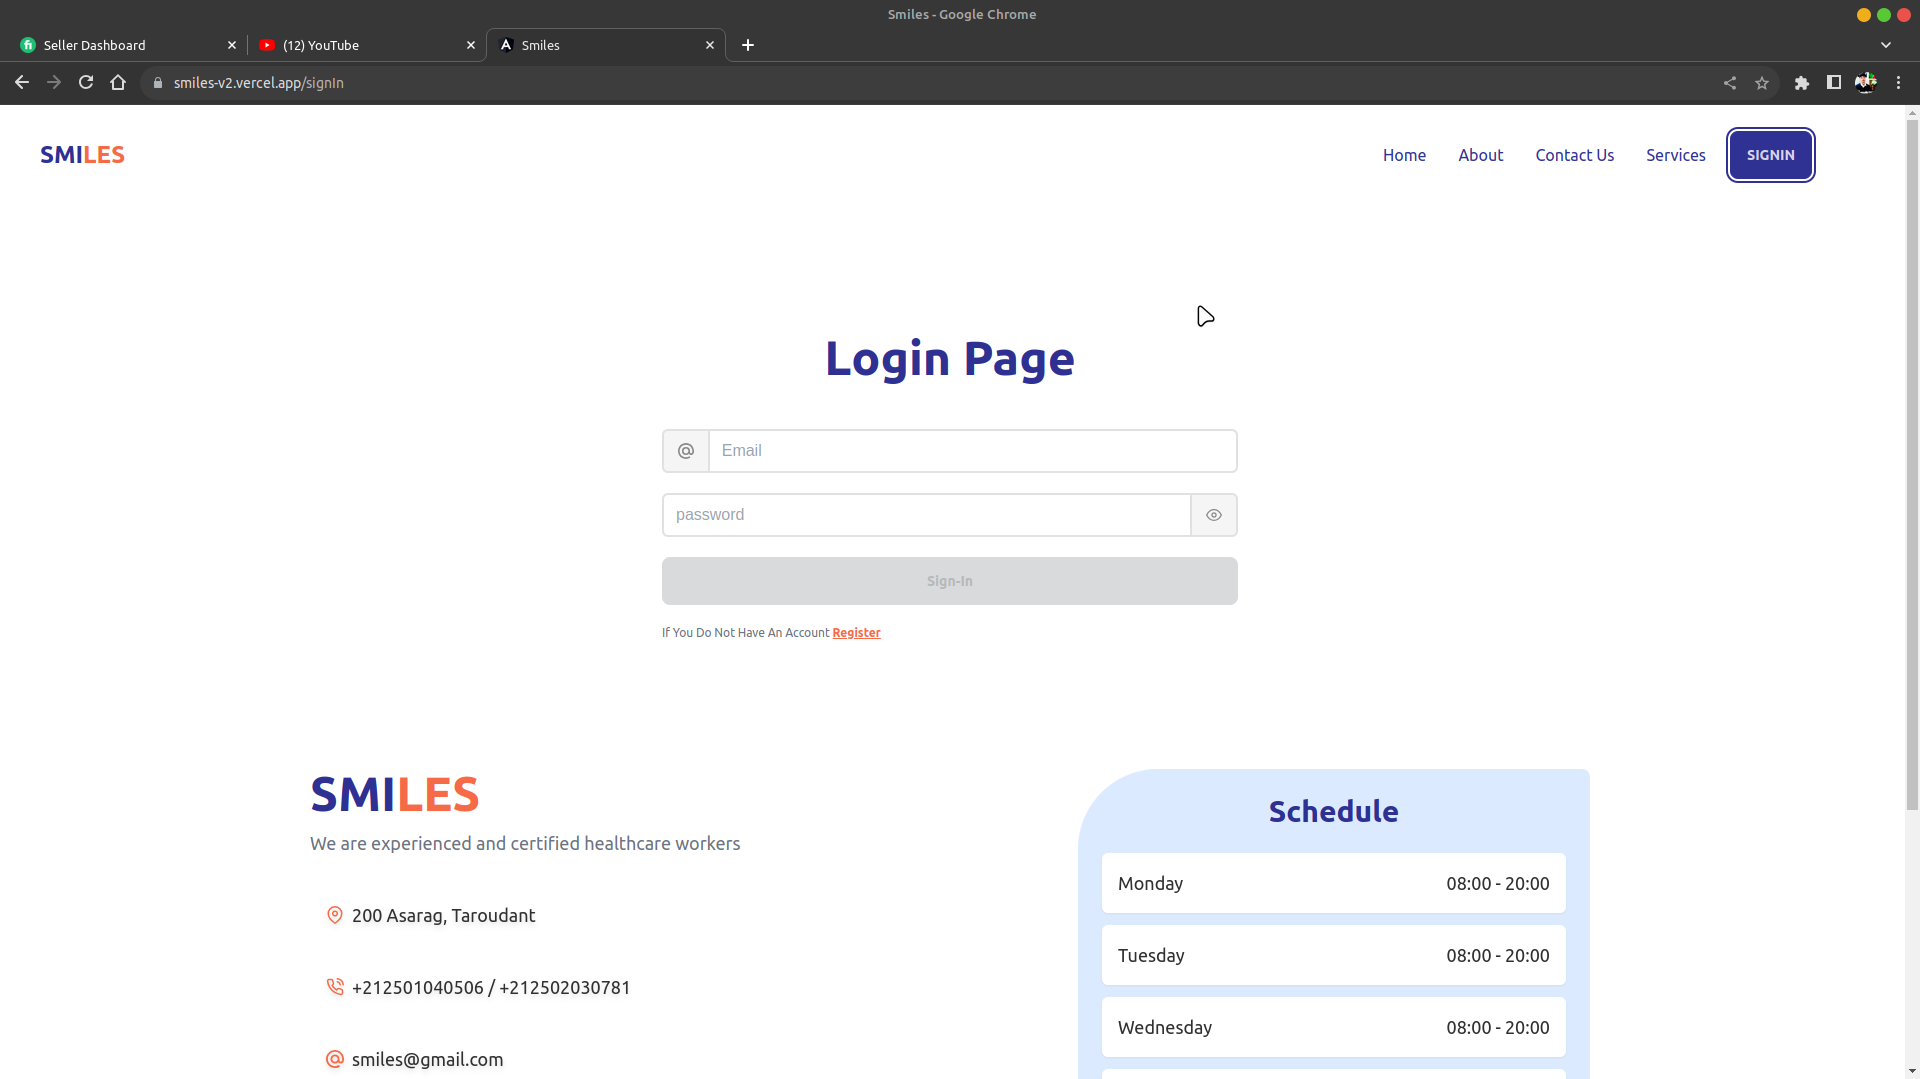 Smiles - Google Chrome
Seller Dashboard
(12) YouTube
Smiles
smiles-v2.vercel.app/signIn
SMILES
Home About Contact Us Services SIGNIN
Login Page
@ Email
password
Sign-In
If You Do Not Have An Account Register
SMILES
We are experienced and certified healthcare workers
200 Asarag, Taroudant
+212501040506 / +212502030781
smiles@gmail.com
Schedule
Monday 08:00 - 20:00
Tuesday 08:00 - 20:00
Wednesday 08:00 - 20:00